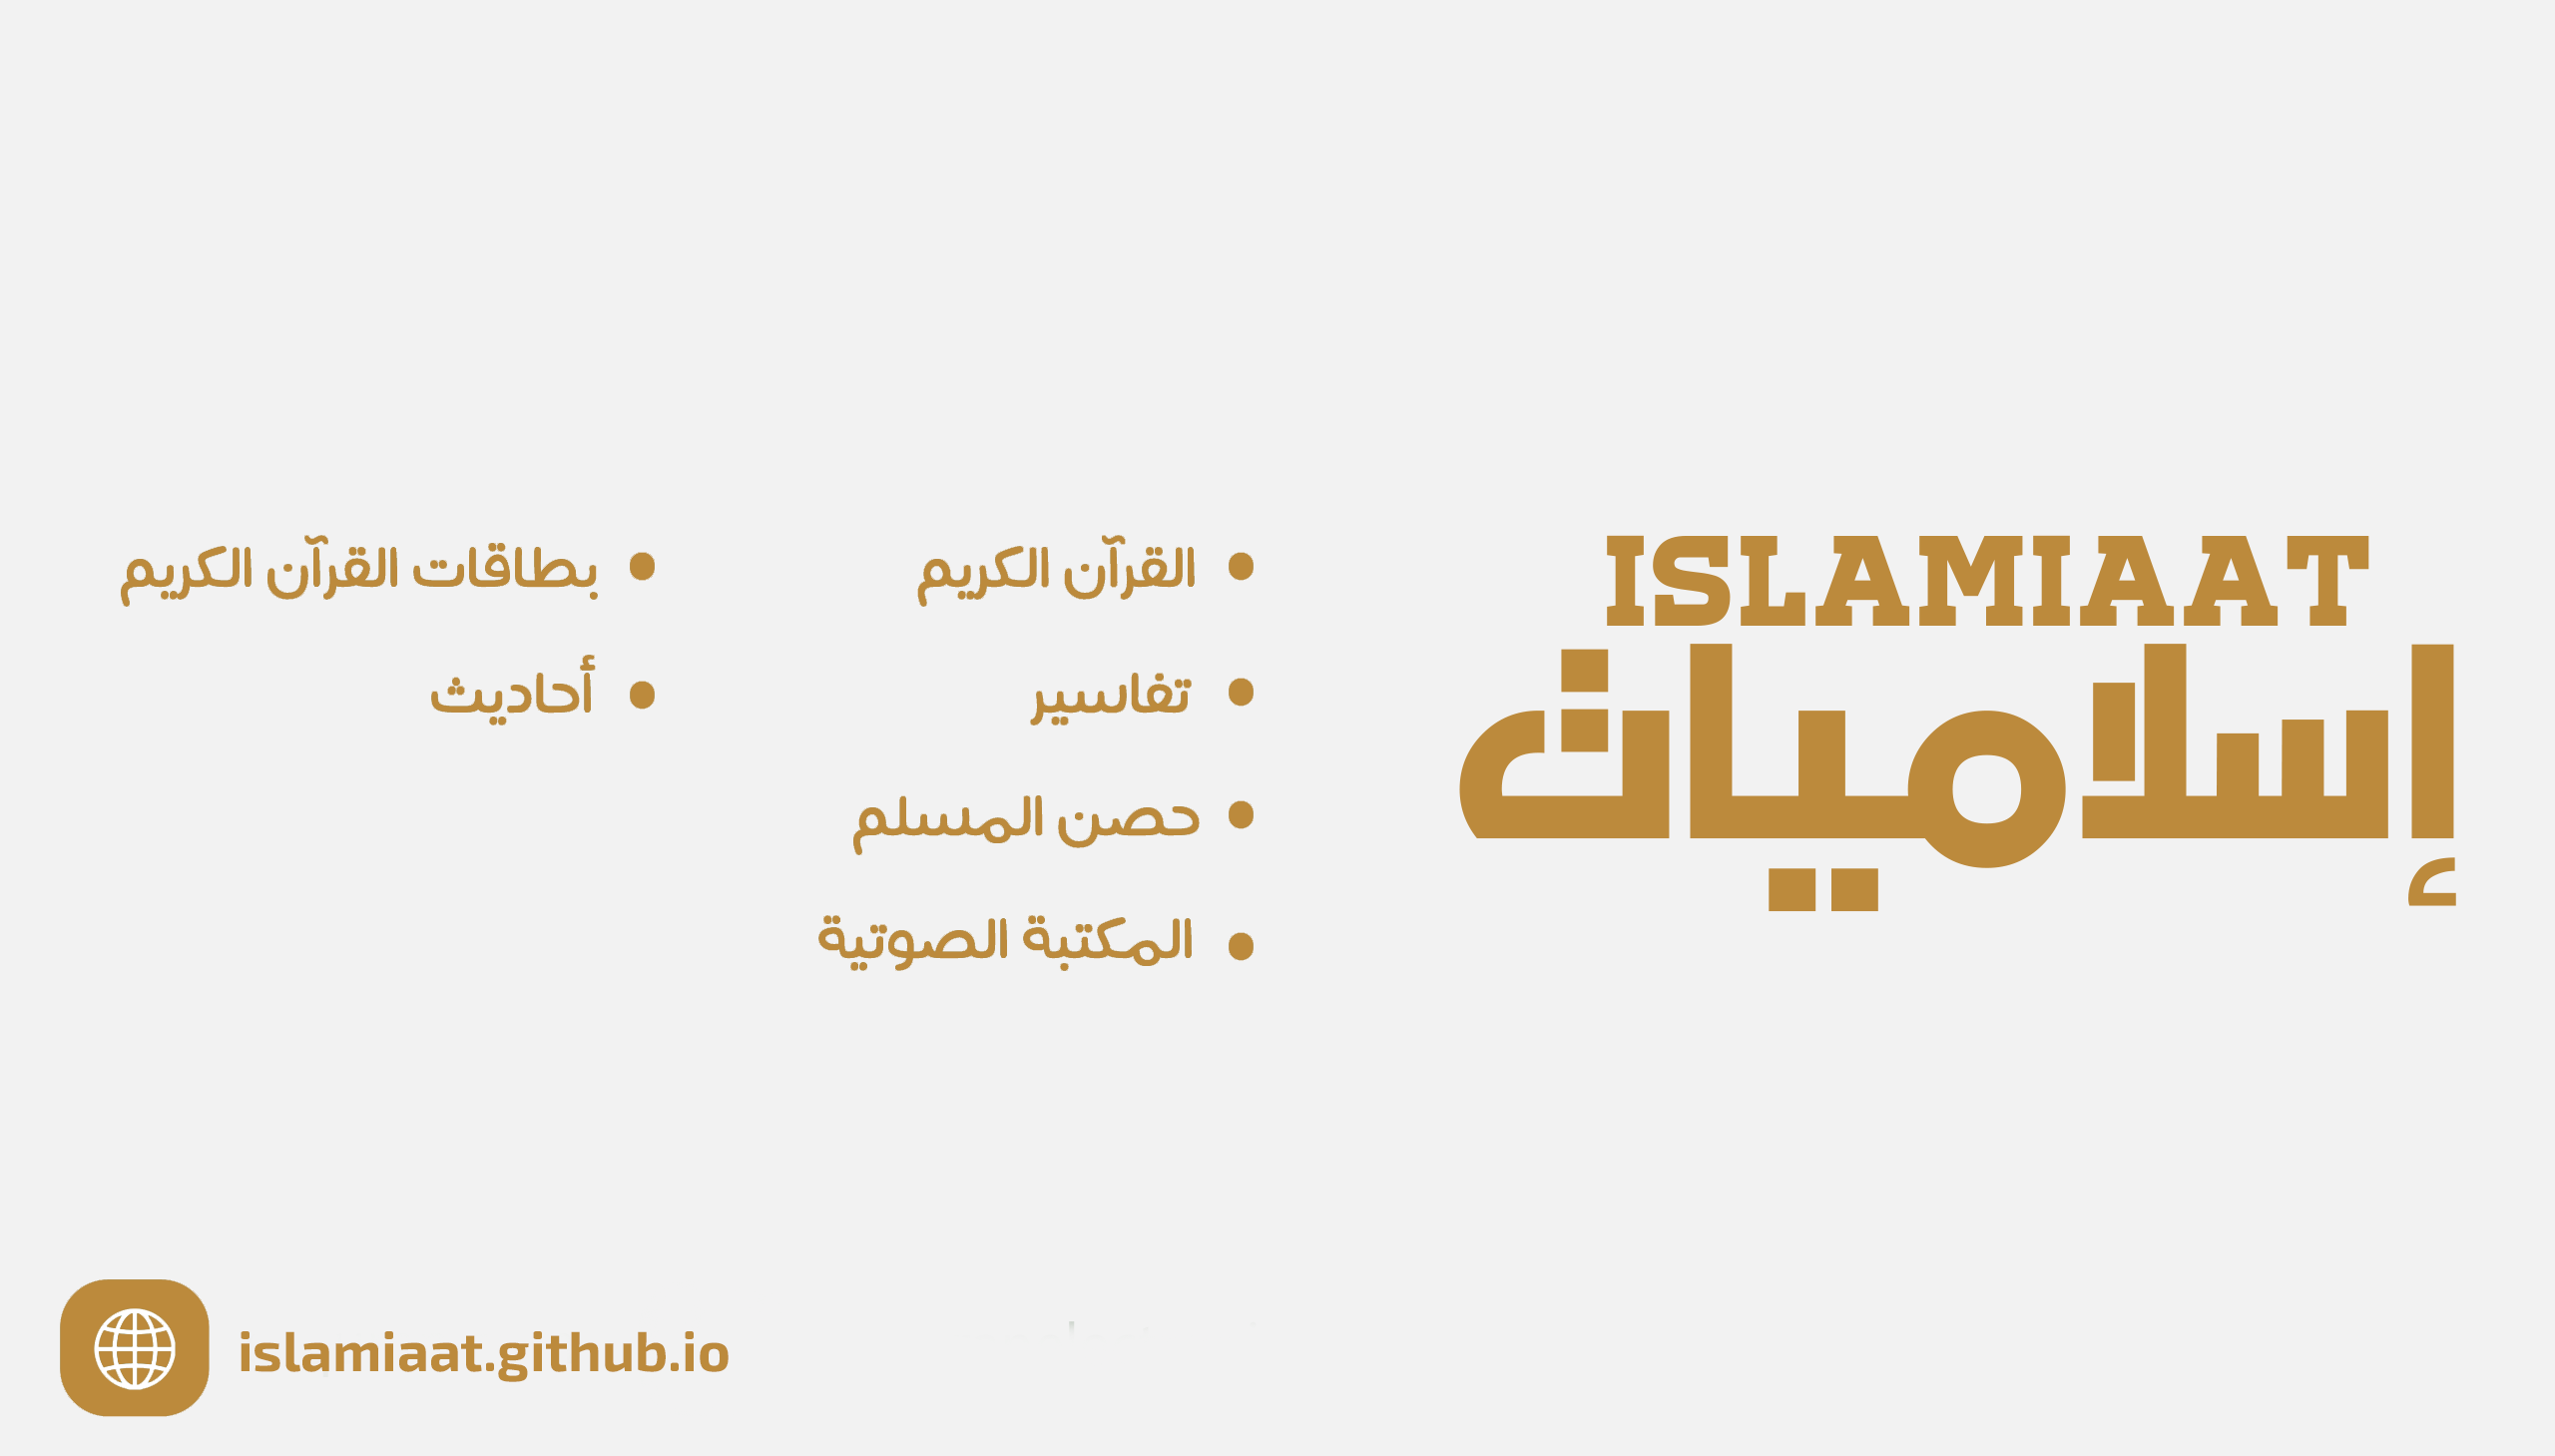 ISLAMIAAT
إسلاميات
القرآن الكريم
تفاسير
حصن المسلم
المكتبة الصوتية
بطاقات القرآن الكريم
أحاديث
islamiaat.github.io